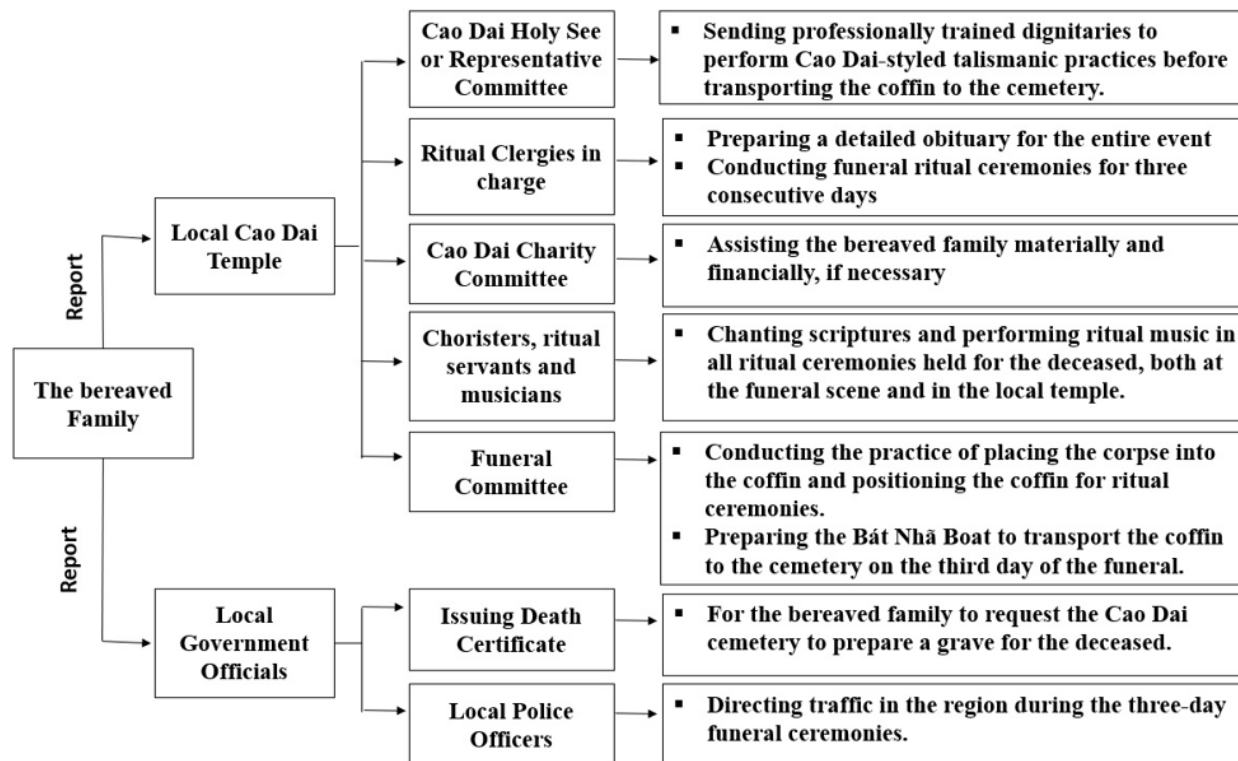 The bereaved
Family
Report
Report
Local Cao Dai
Temple
Local
Government
Officials
Cao Dai Holy See
or Representative
Committee
▪ Sending professionally trained dignitaries to
perform Cao Dai-styled talismanic practices before
transporting the coffin to the cemetery.
Ritual Clergies in
charge
▪ Preparing a detailed obituary for the entire event
▪ Conducting funeral ritual ceremonies for three
consecutive days
Cao Dai Charity
Committee
▪ Assisting the bereaved family materially and
financially, if necessary
Choristers, ritual
servants and
musicians
▪ Chanting scriptures and performing ritual music in
all ritual ceremonies held for the deceased, both at
the funeral scene and in the local temple.
Funeral
Committee
▪ Conducting the practice of placing the corpse into
the coffin and positioning the coffin for ritual
ceremonies.
▪ Preparing the Bát Nhã Boat to transport the coffin
to the cemetery on the third day of the funeral.
Issuing Death
Certificate
▪ For the bereaved family to request the Cao Dai
cemetery to prepare a grave for the deceased.
Local Police
Officers
▪ Directing traffic in the region during the three-day
funeral ceremonies.